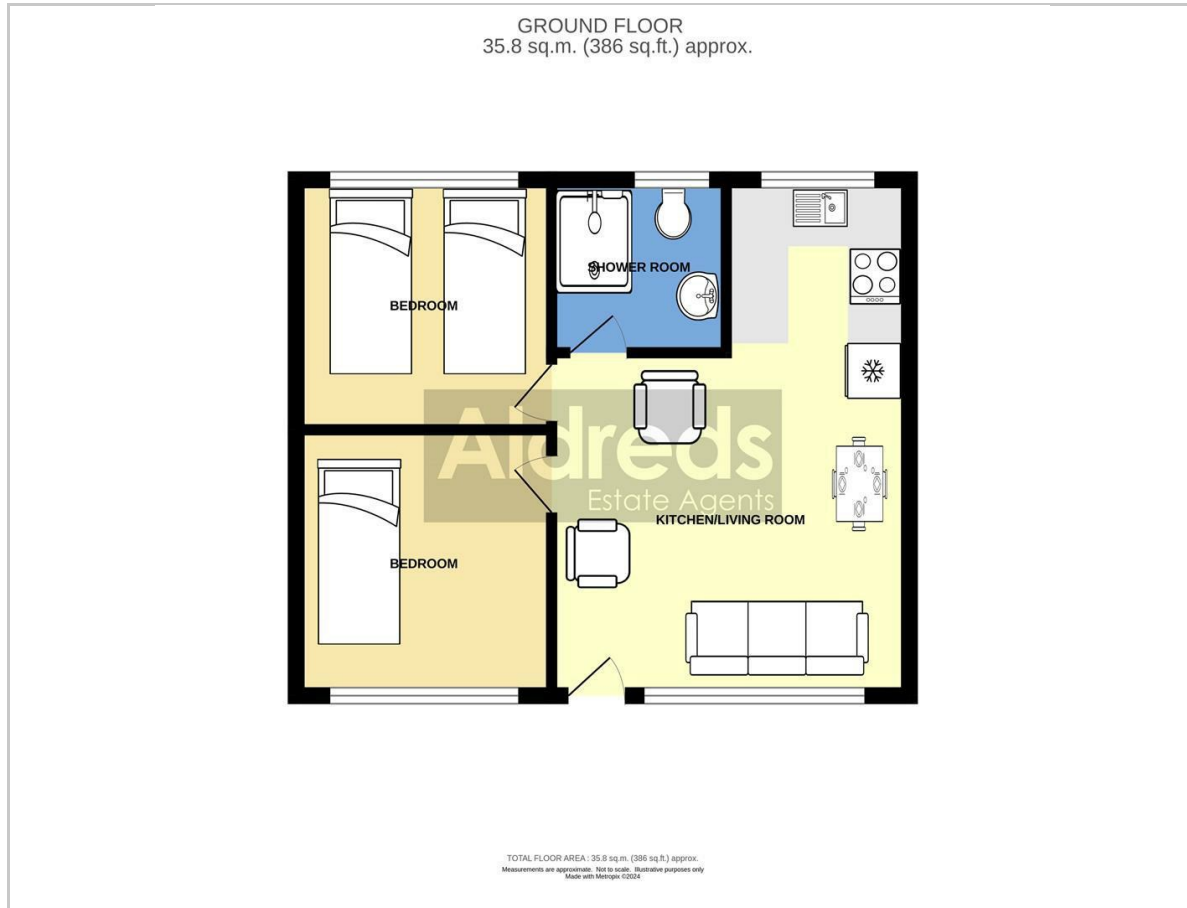 GROUND FLOOR
35.8 sq.m. (386 sq.ft.) approx.
SHOWER ROOM
BEDROOM
Aldreds
Estate Agents
KITCHEN/LIVING ROOM
BEDROOM
TOTAL FLOOR AREA : 35.8 sq.m. (386 sq.ft.) approx.
Measurements are approximate. Not to scale. Illustrative purposes only
Made with Metropix ©2024